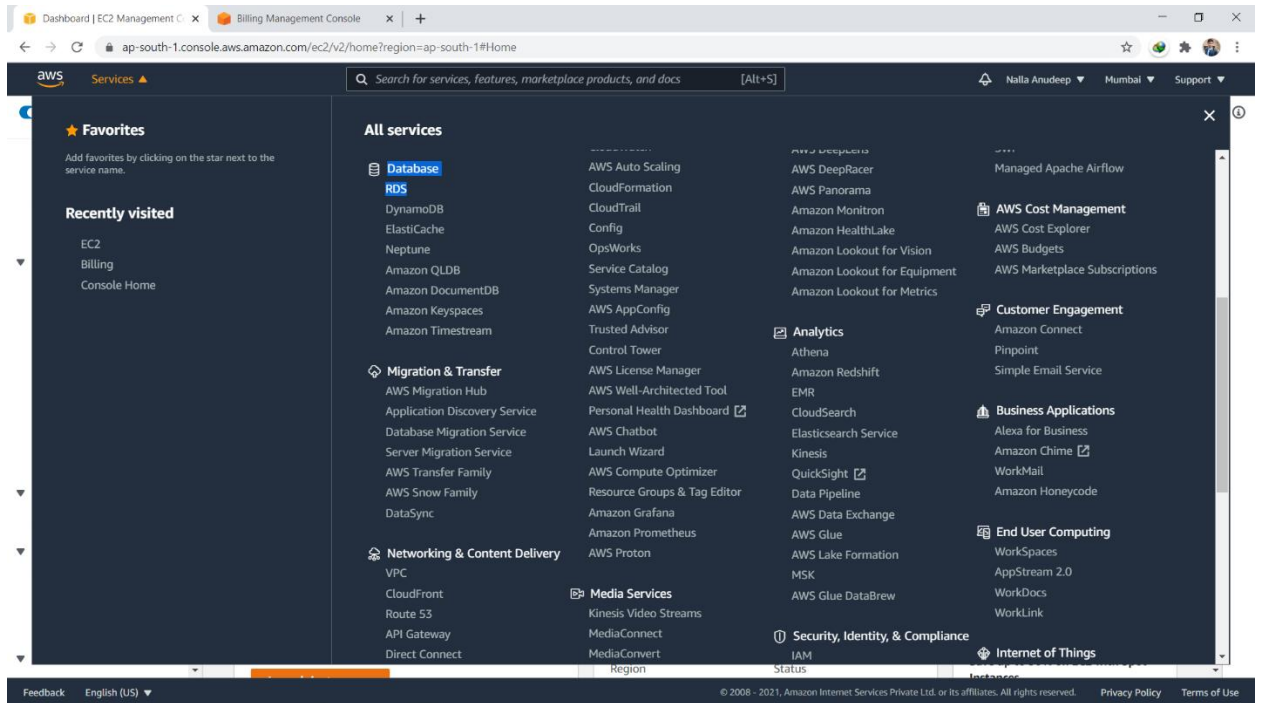 Dashboard | EC2 Management C
Billing Management Console
ap-south-1.console.aws.amazon.com/ec2/v2/home?region=ap-south-1#Home
aws
Services
Search for services, features, marketplace products, and docs
[Alt+S]
Nalla Anudeep
Mumbai
Support
Favorites
Add favorites by clicking on the star next to the
service name.
Recently visited
EC2
Billing
Console Home
All services
Database
RDS
DynamoDB
ElastiCache
Neptune
Amazon QLDB
Amazon DocumentDB
Amazon Keyspaces
Amazon Timestream
Migration & Transfer
AWS Migration Hub
Application Discovery Service
Database Migration Service
Server Migration Service
AWS Transfer Family
AWS Snow Family
DataSync
Networking & Content Delivery
VPC
CloudFront
Route 53
API Gateway
Direct Connect
AWS Auto Scaling
CloudFormation
CloudTrail
Config
OpsWorks
Service Catalog
Systems Manager
AWS AppConfig
Trusted Advisor
Control Tower
AWS License Manager
AWS Well-Architected Tool
Personal Health Dashboard
AWS Chatbot
Launch Wizard
AWS Compute Optimizer
Resource Groups & Tag Editor
Amazon Grafana
Amazon Prometheus
AWS Proton
Media Services
Kinesis Video Streams
MediaConnect
MediaConvert
AWS DeepLens
AWS DeepRacer
AWS Panorama
Amazon Monitron
Amazon HealthLake
Amazon Lookout for Vision
Amazon Lookout for Equipment
Amazon Lookout for Metrics
Analytics
Athena
Amazon Redshift
EMR
CloudSearch
Elasticsearch Service
Kinesis
QuickSight
Data Pipeline
AWS Data Exchange
AWS Glue
AWS Lake Formation
MSK
AWS Glue DataBrew
Security, Identity, & Compliance
IAM
Managed Apache Airflow
AWS Cost Management
AWS Cost Explorer
AWS Budgets
AWS Marketplace Subscriptions
Customer Engagement
Amazon Connect
Pinpoint
Simple Email Service
Business Applications
Alexa for Business
Amazon Chime
WorkMail
Amazon Honeycode
End User Computing
WorkSpaces
AppStream 2.0
WorkDocs
WorkLink
Internet of Things
Region
Status
Instances
Feedback
English (US)
© 2008 - 2021, Amazon Internet Services Private Ltd. or its affiliates. All rights reserved.
Privacy Policy
Terms of Use